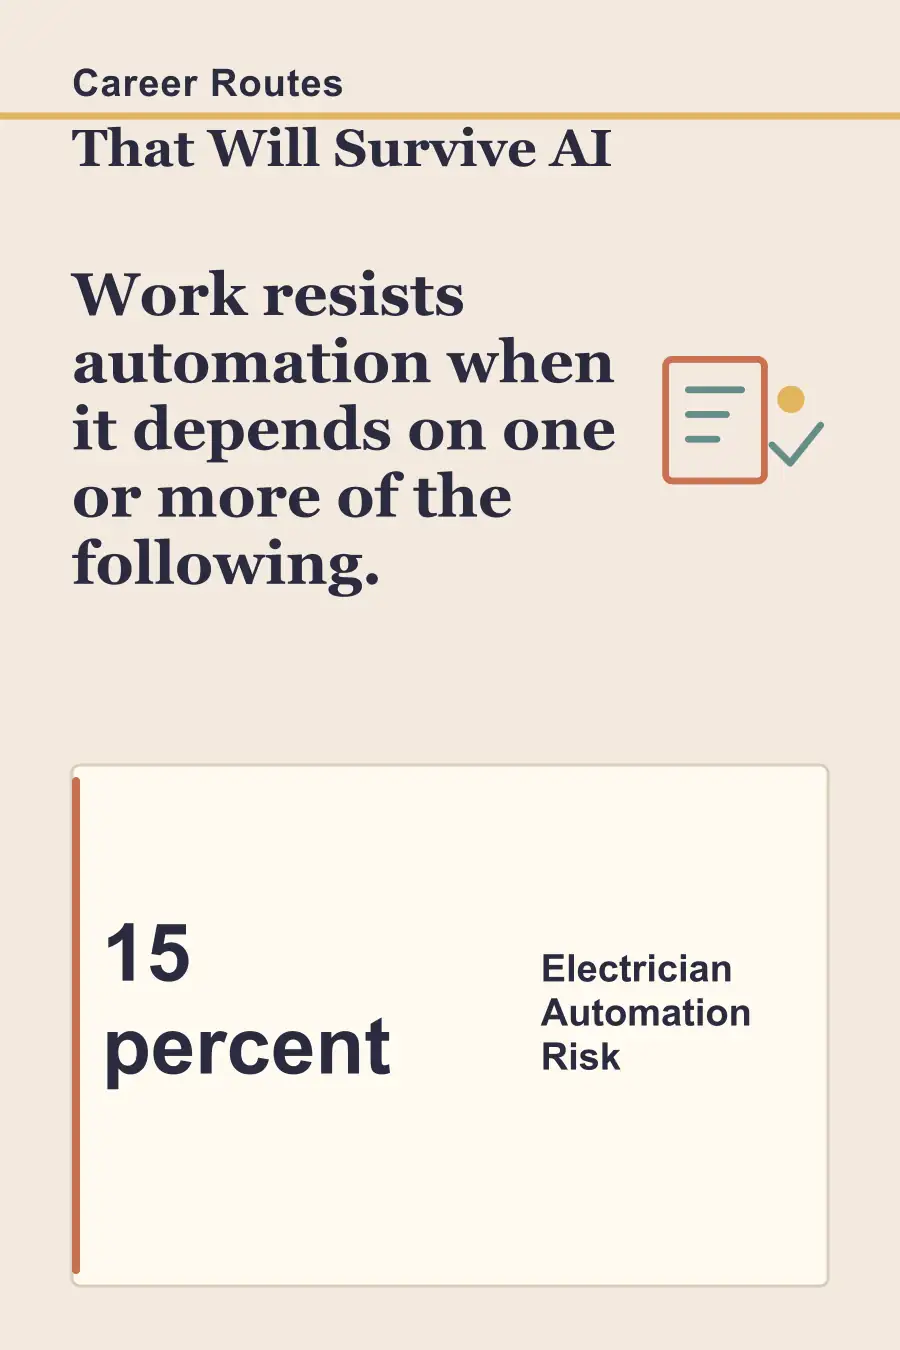 Career Routes
That Will Survive AI
Work resists
automation when
it depends on one
or more of the
following.
15
percent
Electrician
Automation
Risk